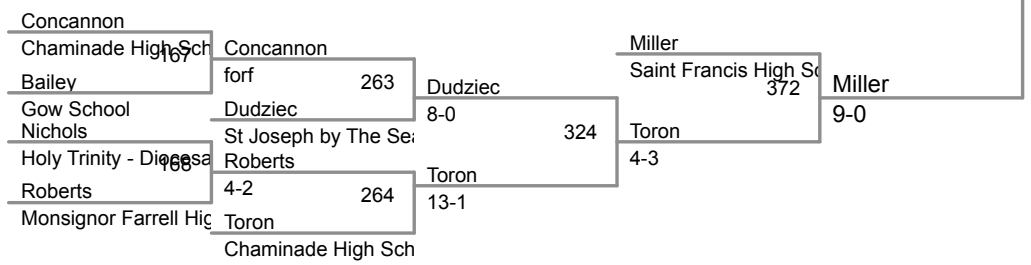 Concannon
Chaminade High Sch
167
Bailey
Gow School
Nichols
Holy Trinity - Diocesa
168
Roberts
Monsignor Farrell Hig
Concannon
forf
263
Dudziec
St Joseph by The Sea
Roberts
4-2
264
Toron
Chaminade High Sch
Dudziec
8-0
324
Toron
13-1
Miller
Saint Francis High Sc
372
Toron
4-3
Miller
9-0